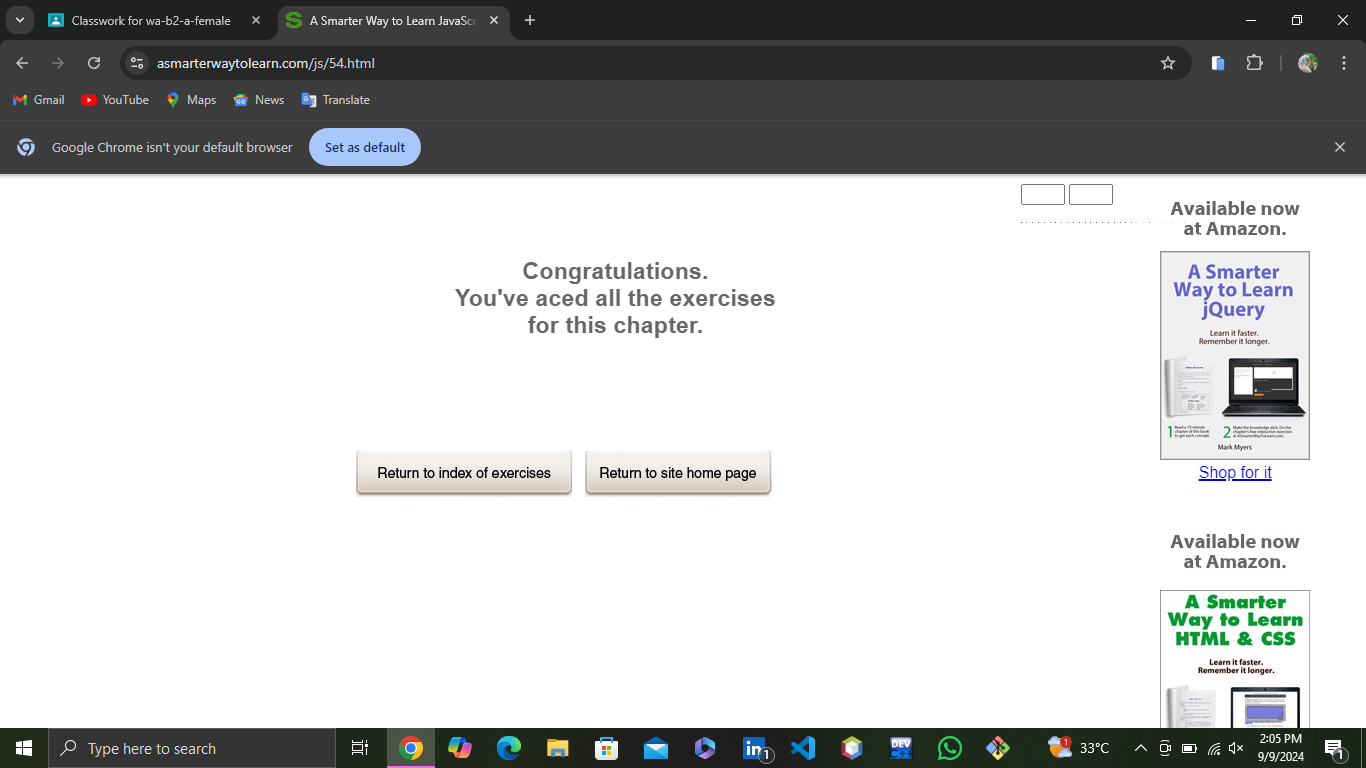 Classwork for wa-b2-a-female
A Smarter Way to Learn JavaScr
asmarterwaytolearn.com/js/54.html
Gmail
YouTube
Maps
News
Translate
Google Chrome isn't your default browser
Set as default
Congratulations.
You've aced all the exercises
for this chapter.
Return to index of exercises
Return to site home page
Available now
at Amazon.
A Smarter
Way to Learn
jQuery
Learn it faster.
Remember it longer.
1 Read a 10-minute
chapter of this book
to get each concept.
2 Make the knowledge stick. Do the
chapter's free interactive exercises
at ASmarterWayToLearn.com.
Mark Myers
Shop for it
Available now
at Amazon.
A Smarter
Way to Learn
HTML & CSS
Learn it faster.
Remember it longer.
Type here to search
DEV
1
1
33°C
2:05 PM
9/9/2024
1